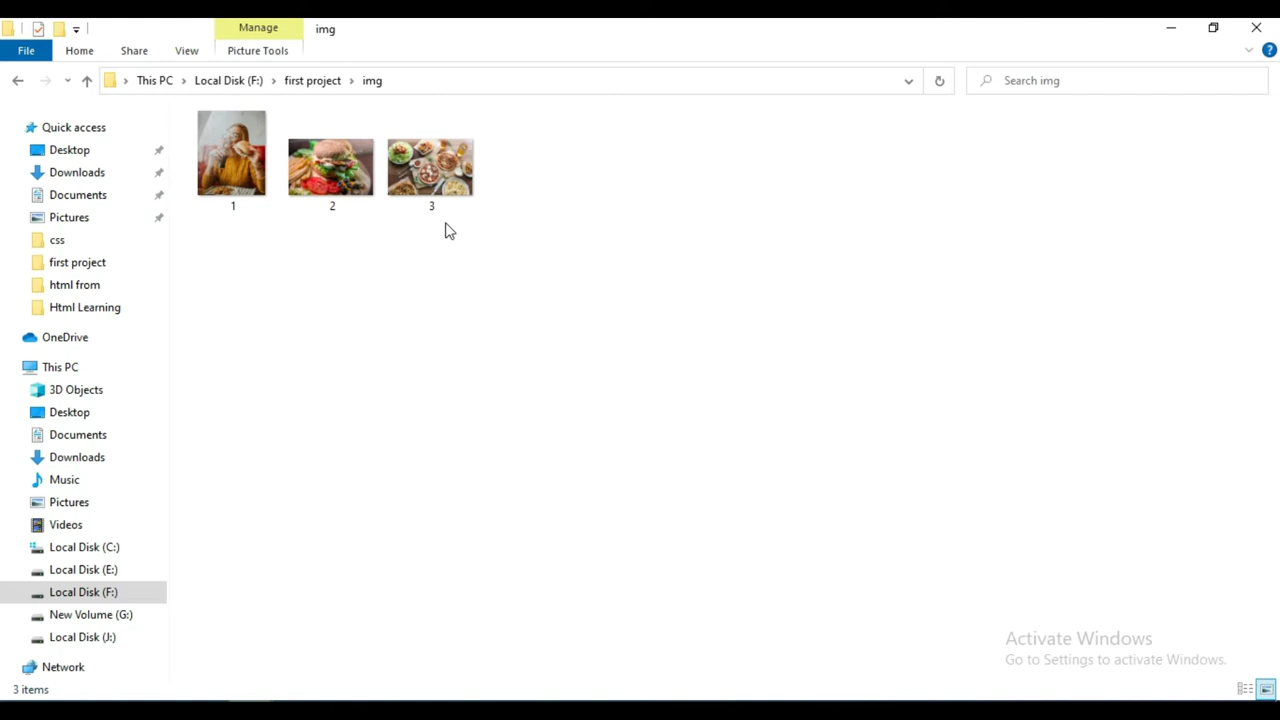 Manage
img
File
Home
Share
View
Picture Tools
This PC
Local Disk (F:)
first project
img
Search img
Quick access
Desktop
Downloads
Documents
Pictures
css
first project
html from
Html Learning
OneDrive
This PC
3D Objects
Desktop
Documents
Downloads
Music
Pictures
Videos
Local Disk (C:)
Local Disk (E:)
Local Disk (F:)
New Volume (G:)
Local Disk (J:)
Network
1
2
3
Activate Windows
Go to Settings to activate Windows.
3 items